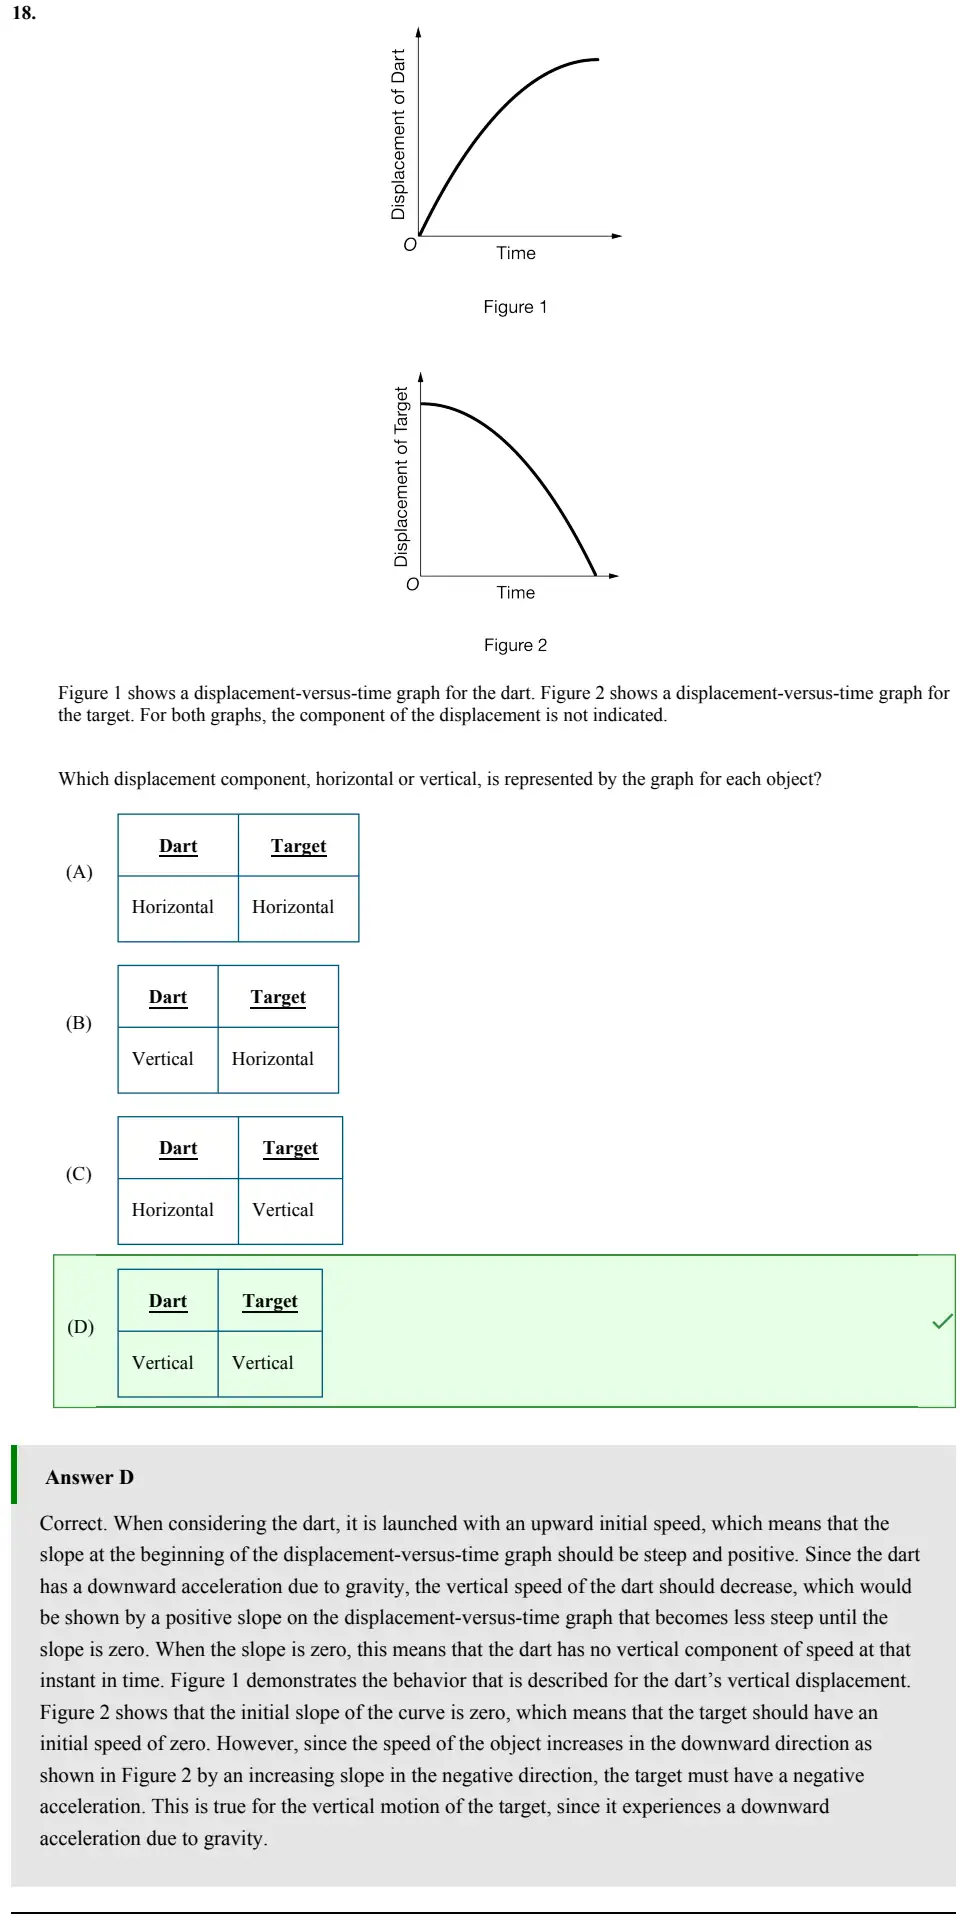 18.
Displacement of Dart
O
Time
Figure 1
Displacement of Target
O
Time
Figure 2
Figure 1 shows a displacement-versus-time graph for the dart. Figure 2 shows a displacement-versus-time graph for
the target. For both graphs, the component of the displacement is not indicated.
Which displacement component, horizontal or vertical, is represented by the graph for each object?
(A)
Dart Target
Horizontal Horizontal
(B)
Dart Target
Vertical Horizontal
(C)
Dart Target
Horizontal Vertical
(D)
Dart Target
Vertical Vertical
Answer D
Correct. When considering the dart, it is launched with an upward initial speed, which means that the
slope at the beginning of the displacement-versus-time graph should be steep and positive. Since the dart
has a downward acceleration due to gravity, the vertical speed of the dart should decrease, which would
be shown by a positive slope on the displacement-versus-time graph that becomes less steep until the
slope is zero. When the slope is zero, this means that the dart has no vertical component of speed at that
instant in time. Figure 1 demonstrates the behavior that is described for the dart’s vertical displacement.
Figure 2 shows that the initial slope of the curve is zero, which means that the target should have an
initial speed of zero. However, since the speed of the object increases in the downward direction as
shown in Figure 2 by an increasing slope in the negative direction, the target must have a negative
acceleration. This is true for the vertical motion of the target, since it experiences a downward
acceleration due to gravity.